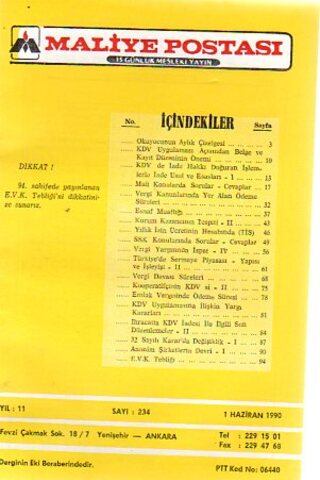 MALİYE POSTASI
15 GÜNLÜK MESLEKİ YAYIN
No. İÇİNDEKİLER Sayfa
..... Okuyucunun Aylık Çizelgesi ..... 3
..... KDV Uygulaması Açısından Belge ve
Kayıt Düzeninin Önemi ..... 10
..... KDV de İade Hakkı Doğuran İşlem-
lerle İade Usul ve Esasları - I ..... 13
..... Mali Konularda Sorular - Cevaplar ..... 17
..... Vergi Kanunlarında Yer Alan Ödeme
Süreleri ..... 32
..... Esnaf Muaflığı ..... 37
..... Kurum Kazancının Tespiti - II ..... 43
..... Yıllık İzin Ücretinin Hesabında (TİS) 46
..... SSK Konularında Sorular - Cevaplar 49
..... Vergi Yargısında İspat - IV ..... 56
..... Türkiye'de Sermaye Piyasası - Yapısı
ve İşleyişi - II ..... 61
..... Vergi Davası Süreleri ..... 68
..... Kooperatifçinin KDV si - II ..... 75
..... Emlak Vergisinde Ödeme Süresi ..... 78
..... KDV Uygulamasına İlişkin Yargı
Kararları ..... 81
..... İhracatta KDV İadesi İle İlgili Son
Düzenlemeler - II ..... 84
..... 32 Sayılı Karar'da Değişiklik - I ..... 87
..... Anonim Şirketlerin Devri - I ..... 90
..... E.V.K. Tebliği ..... 94
DİKKAT!
94. sahifede yayınlanan
E.V.K. Tebliği'ni dikkatini-
ze sunarız.
YIL : 11 SAYI : 234 1 HAZİRAN 1990
Fevzi Çakmak Sok. 18 / 7 Yenişehir — ANKARA
Tel : 229 15 01
Fax : 229 47 68
Derginin Eki Beraberindedir. PTT Kod No: 06440